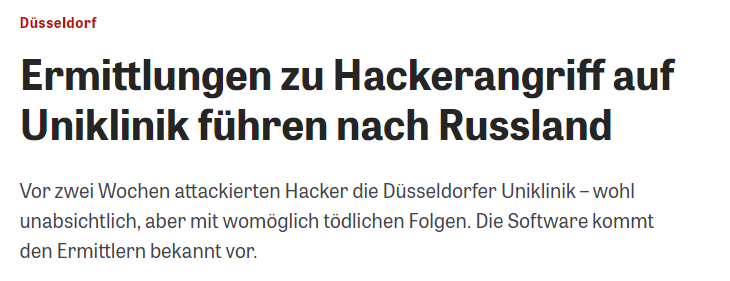 Düsseldorf
Ermittlungen zu Hackerangriff auf
Uniklinik führen nach Russland
Vor zwei Wochen attackierten Hacker die Düsseldorfer Uniklinik – wohl
unabsichtlich, aber mit womöglich tödlichen Folgen. Die Software kommt
den Ermittlern bekannt vor.